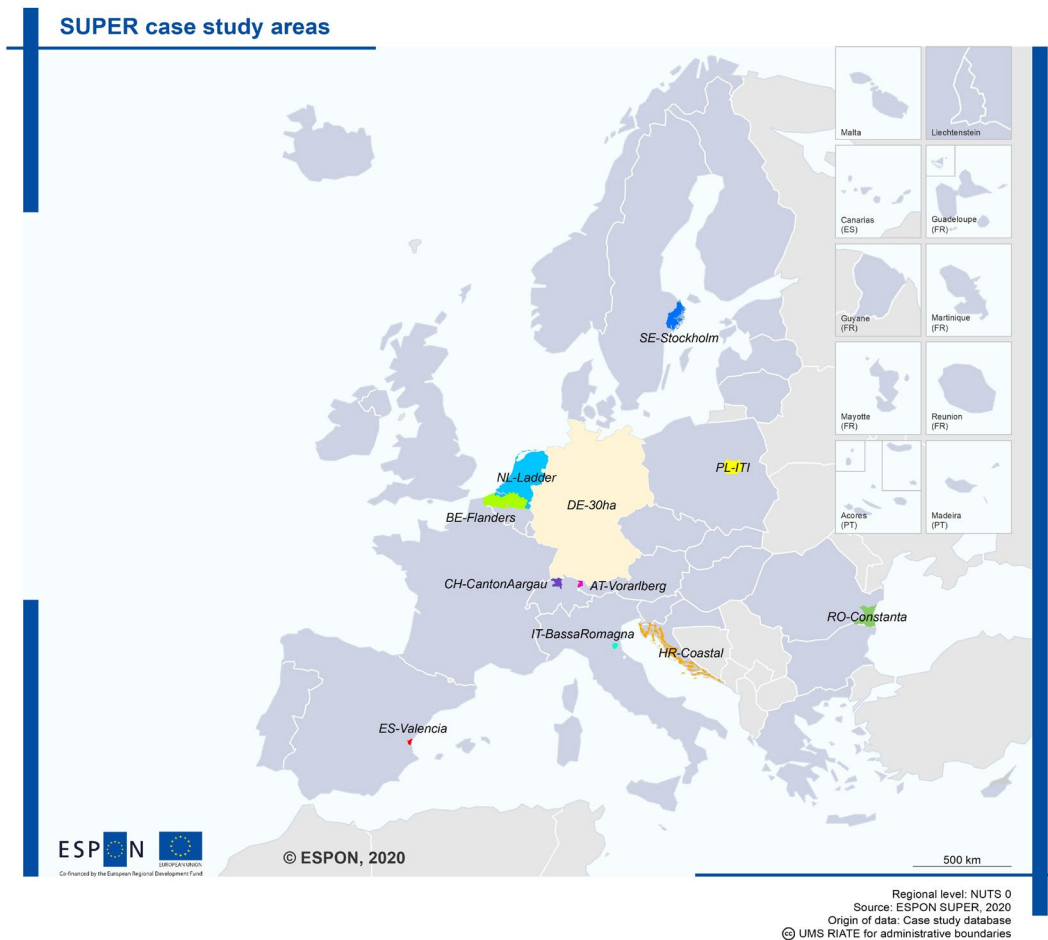 SUPER case study areas
Malta
Liechtenstein
Canarias
(ES)
Guadeloupe
(FR)
Guyane
(FR)
Martinique
(FR)
Mayotte
(FR)
Reunion
(FR)
Acores
(PT)
Madeira
(PT)
SE-Stockholm
PL-ITI
NL-Ladder
DE-30ha
BE-Flanders
CH-CantonAargau
AT-Vorarlberg
RO-Constanta
IT-BassaRomagna
HR-Coastal
ES-Valencia
ESPON
EUROPEAN UNION
Co-financed by the European Regional Development Fund
© ESPON, 2020
500 km
Regional level: NUTS 0
Source: ESPON SUPER, 2020
Origin of data: Case study database
㏄ UMS RIATE for administrative boundaries